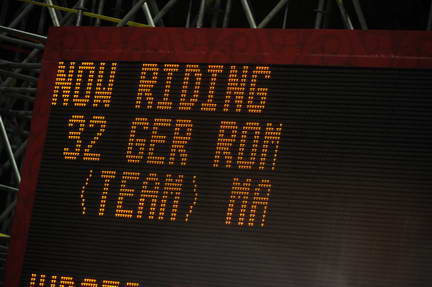 NOW RIDING
32 GER ROM
(TEAM) MA